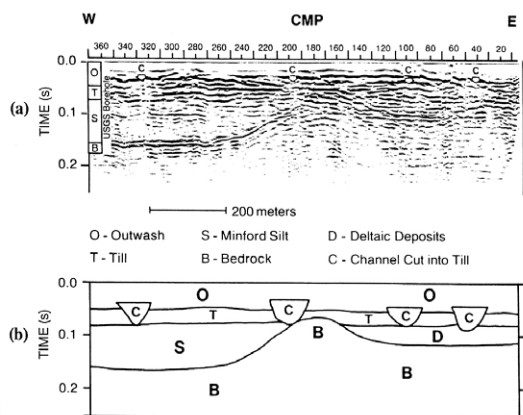 W CMP E
360 340 320 300 280 260 240 220 200 180 160 140 120 100 80 60 40 20
(a)
TIME (s)
0.0
0.1
0.2
O
T
S
B
USGS Borehole
C C C C
200 meters
O - Outwash S - Minford Silt D - Deltaic Deposits
T - Till B - Bedrock C - Channel Cut into Till
(b)
TIME (s)
0.0
0.1
0.2
O O
C T C B T C C
S D
B B